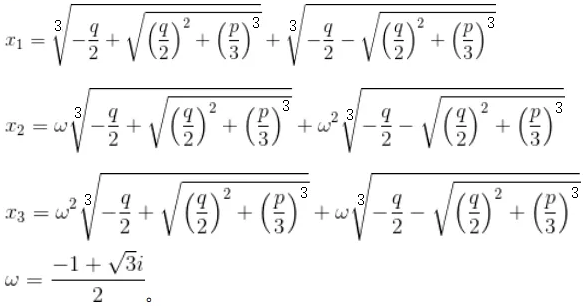 x₁ = ∛(-q/2 + √((q/2)² + (p/3)³)) + ∛(-q/2 - √((q/2)² + (p/3)³))
x₂ = ω∛(-q/2 + √((q/2)² + (p/3)³)) + ω²∛(-q/2 - √((q/2)² + (p/3)³))
x₃ = ω²∛(-q/2 + √((q/2)² + (p/3)³)) + ω∛(-q/2 - √((q/2)² + (p/3)³))
ω = (-1 + √3i)/2。